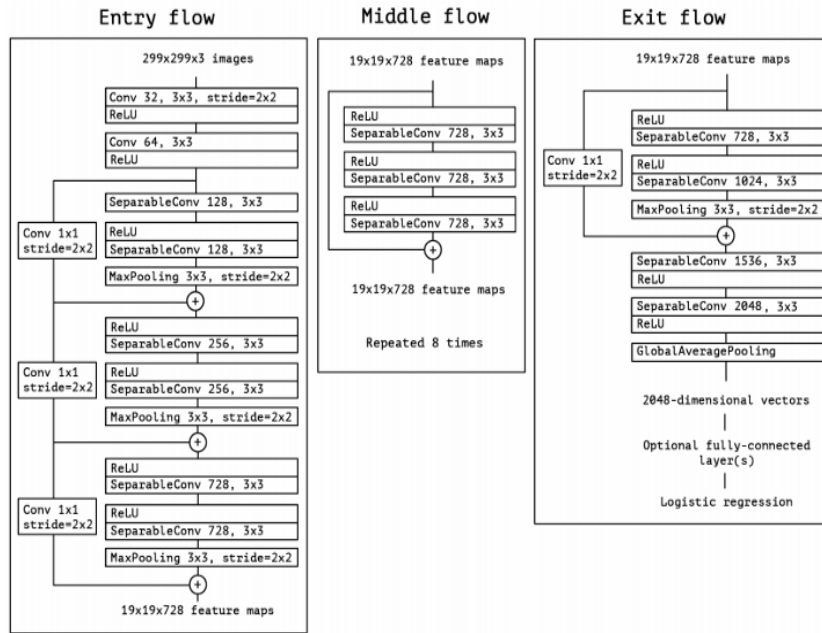 Entry flow
299x299x3 images
Conv 32, 3x3, stride=2x2
ReLU
Conv 64, 3x3
ReLU
SeparableConv 128, 3x3
Conv 1x1
stride=2x2
ReLU
SeparableConv 128, 3x3
MaxPooling 3x3, stride=2x2
+
ReLU
SeparableConv 256, 3x3
Conv 1x1
stride=2x2
ReLU
SeparableConv 256, 3x3
MaxPooling 3x3, stride=2x2
+
ReLU
SeparableConv 728, 3x3
Conv 1x1
stride=2x2
ReLU
SeparableConv 728, 3x3
MaxPooling 3x3, stride=2x2
+
19x19x728 feature maps
Middle flow
19x19x728 feature maps
ReLU
SeparableConv 728, 3x3
ReLU
SeparableConv 728, 3x3
ReLU
SeparableConv 728, 3x3
+
19x19x728 feature maps
Repeated 8 times
Exit flow
19x19x728 feature maps
ReLU
SeparableConv 728, 3x3
Conv 1x1
stride=2x2
ReLU
SeparableConv 1024, 3x3
MaxPooling 3x3, stride=2x2
+
SeparableConv 1536, 3x3
ReLU
SeparableConv 2048, 3x3
ReLU
GlobalAveragePooling
2048-dimensional vectors
Optional fully-connected
layer(s)
Logistic regression